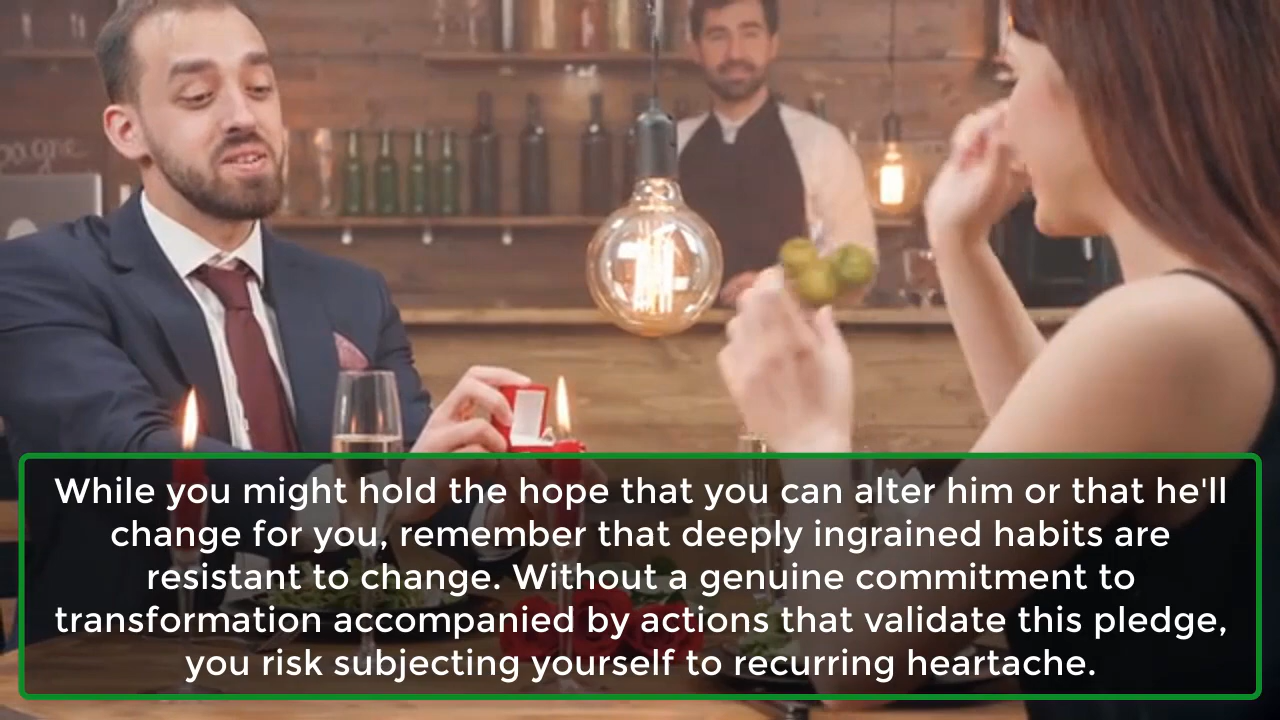 pagne
While you might hold the hope that you can alter him or that he'll
change for you, remember that deeply ingrained habits are
resistant to change. Without a genuine commitment to
transformation accompanied by actions that validate this pledge,
you risk subjecting yourself to recurring heartache.